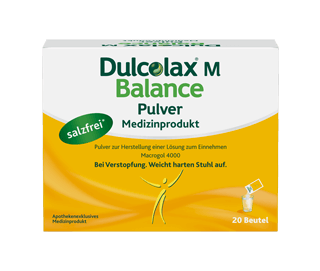 Dulcolax® M
Balance
Pulver
Medizinprodukt
salzfrei*
Pulver zur Herstellung einer Lösung zum Einnehmen
Macrogol 4000
Bei Verstopfung. Weicht harten Stuhl auf.
Apothekenexklusives
Medizinprodukt
20 Beutel